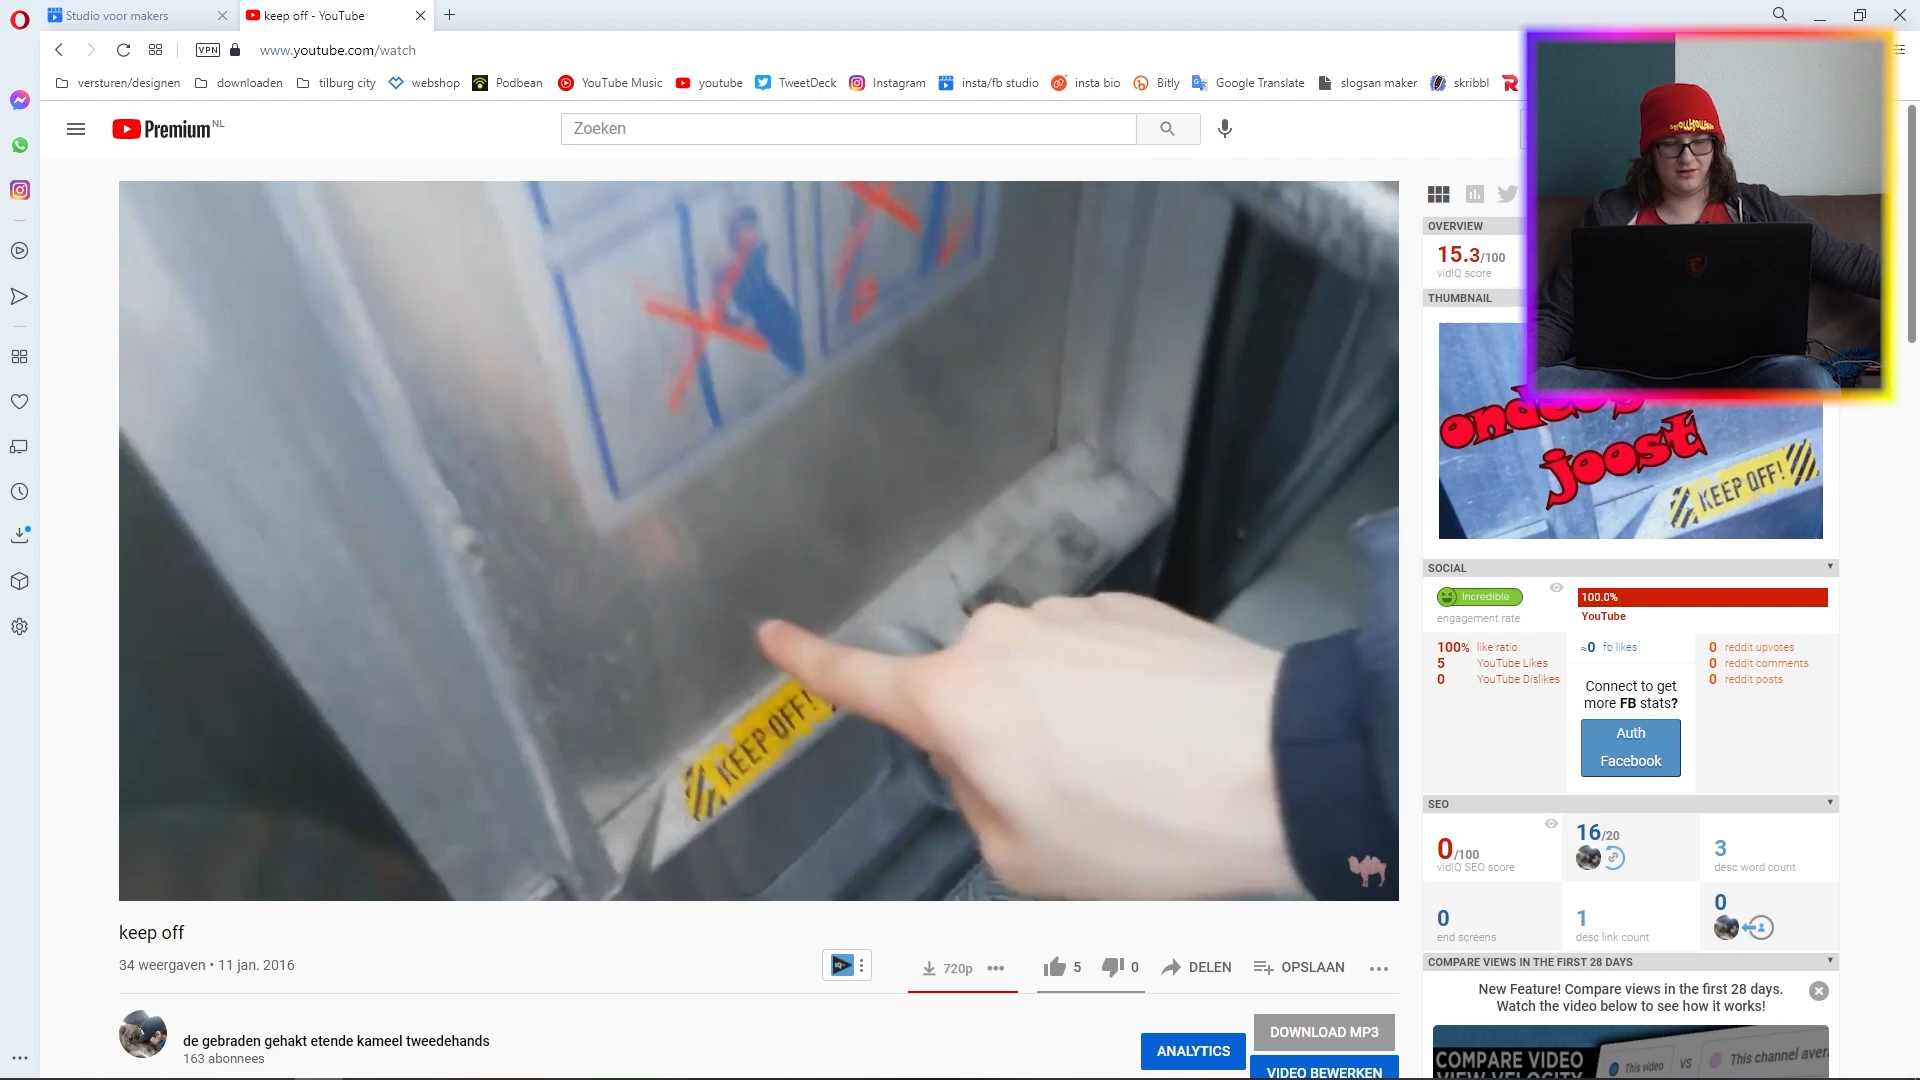 Studio voor makers
keep off - YouTube
VPN
www.youtube.com/watch
versturen/designen
downloaden
tilburg city
webshop
Podbean
YouTube Music
youtube
TweetDeck
Instagram
insta/fb studio
insta bio
Bitly
Google Translate
slogsan maker
skribbl
Premium NL
Zoeken
KEEP OFF!
keep off
34 weergaven • 11 jan. 2016
720p
5
0
DELEN
OPSLAAN
de gebraden gehakt etende kameel tweedehands
163 abonnees
ANALYTICS
DOWNLOAD MP3
VIDEO BEWERKEN
OVERVIEW
15.3/100
vidIQ score
THUMBNAIL
joost
KEEP OFF!
SOCIAL
Incredible
engagement rate
100.0%
YouTube
100% like ratio
5 YouTube Likes
0 YouTube Dislikes
≈0 fb likes
Connect to get
more FB stats?
Auth
Facebook
0 reddit upvotes
0 reddit comments
0 reddit posts
SEO
0/100
vidIQ SEO score
16/20
3
desc word count
0
end screens
1
desc link count
0
COMPARE VIEWS IN THE FIRST 28 DAYS
New Feature! Compare views in the first 28 days.
Watch the video below to see how it works!
COMPARE VIDEO
VIEW VELOCITY
This video VS